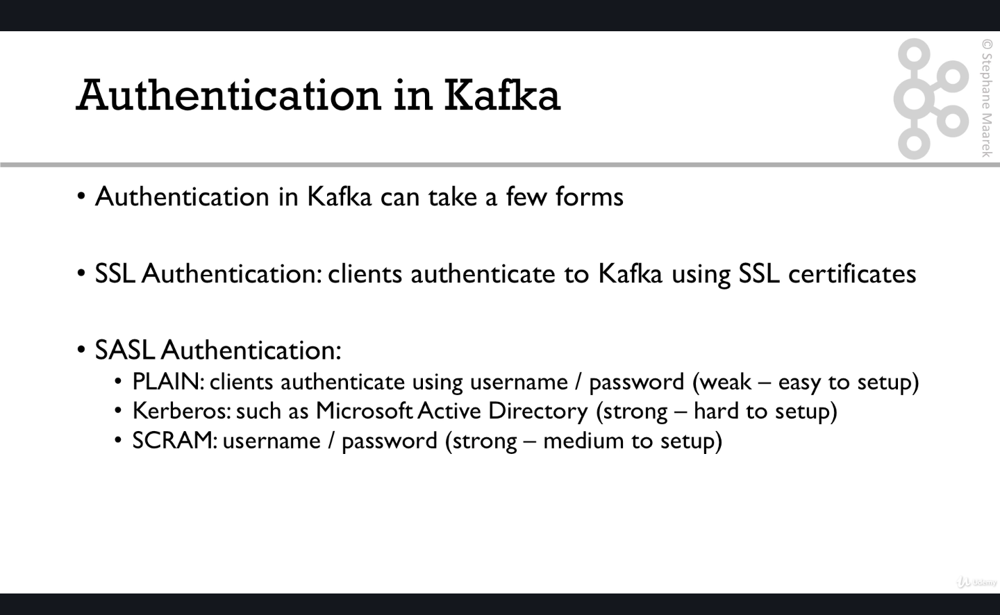 Authentication in Kafka
© Stephane Maarek
• Authentication in Kafka can take a few forms
• SSL Authentication: clients authenticate to Kafka using SSL certificates
• SASL Authentication:
• PLAIN: clients authenticate using username / password (weak – easy to setup)
• Kerberos: such as Microsoft Active Directory (strong – hard to setup)
• SCRAM: username / password (strong – medium to setup)
Udemy